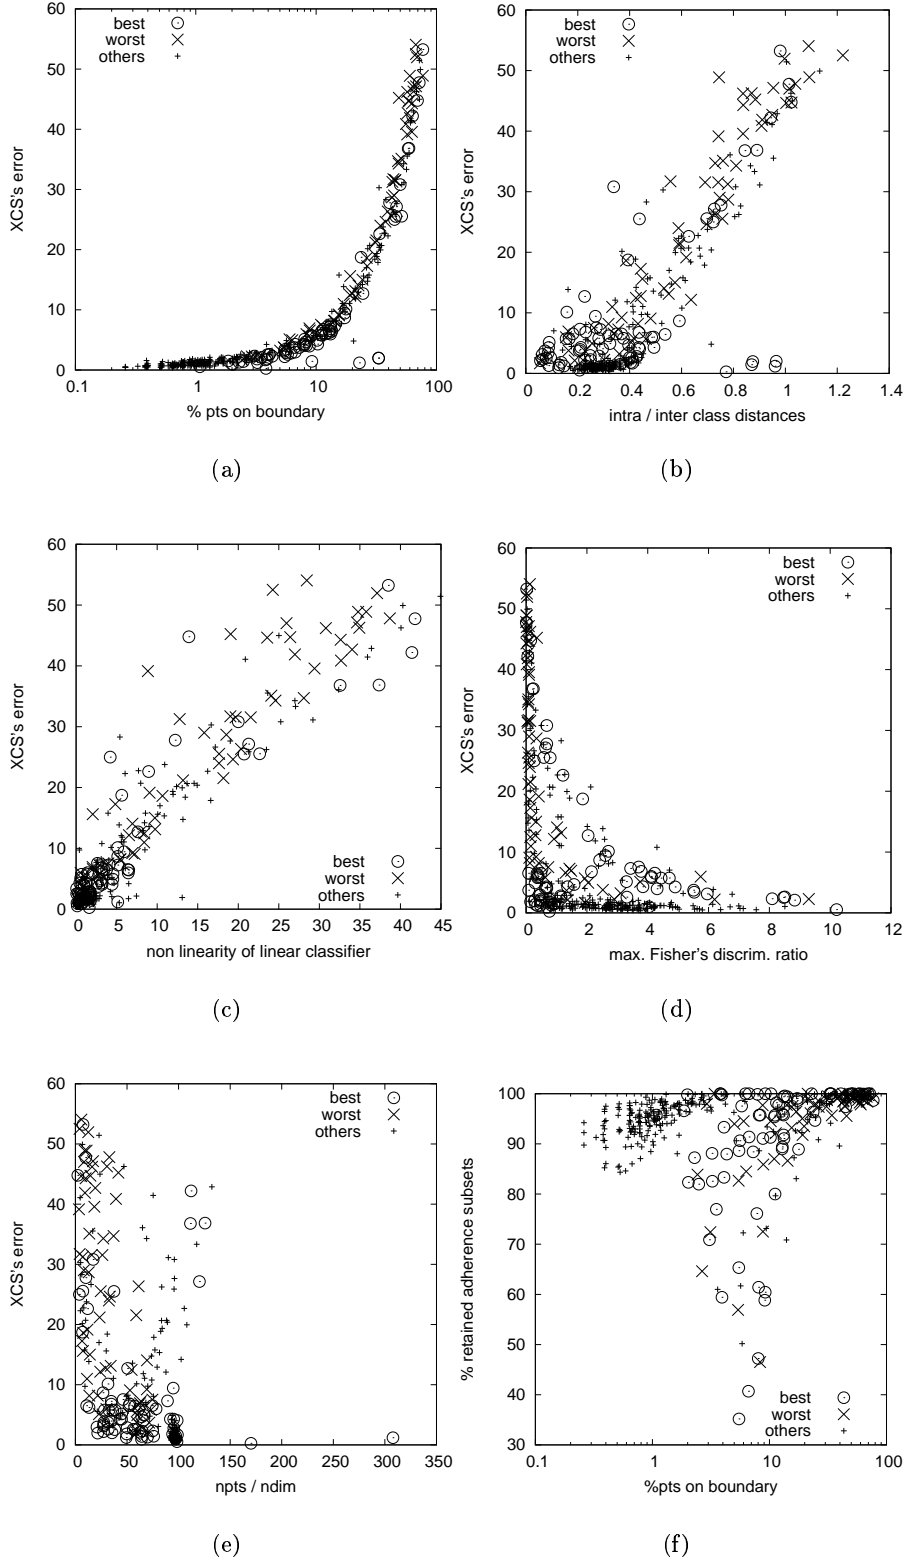 60
50
40
30
20
10
0
0.1 1 10 100
XCS's error
% pts on boundary
best
worst
others
(a)
60
50
40
30
20
10
0
0 0.2 0.4 0.6 0.8 1 1.2 1.4
XCS's error
intra / inter class distances
best
worst
others
(b)
60
50
40
30
20
10
0
0 5 10 15 20 25 30 35 40 45
XCS's error
non linearity of linear classifier
best
worst
others
(c)
60
50
40
30
20
10
0
0 2 4 6 8 10 12
XCS's error
max. Fisher's discrim. ratio
best
worst
others
(d)
60
50
40
30
20
10
0
0 50 100 150 200 250 300 350
XCS's error
npts / ndim
best
worst
others
(e)
100
90
80
70
60
50
40
30
0.1 1 10 100
% retained adherence subsets
%pts on boundary
best
worst
others
(f)